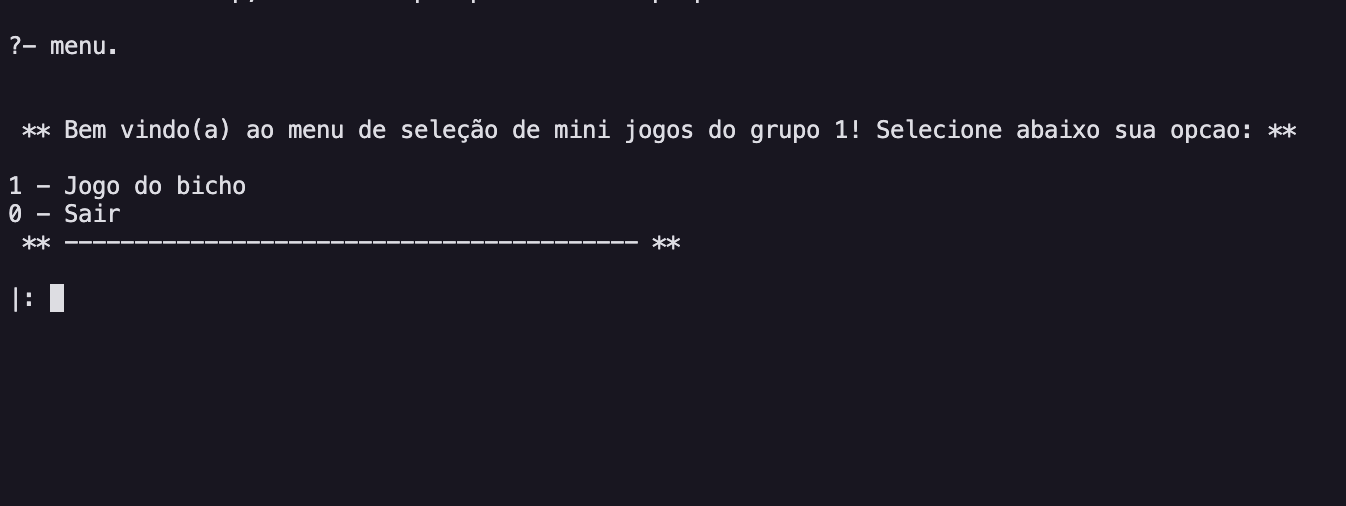 ?- menu.
** Bem vindo(a) ao menu de seleção de mini jogos do grupo 1! Selecione abaixo sua opcao: **
1 - Jogo do bicho
0 - Sair
** ----------------------------------------- **
|: